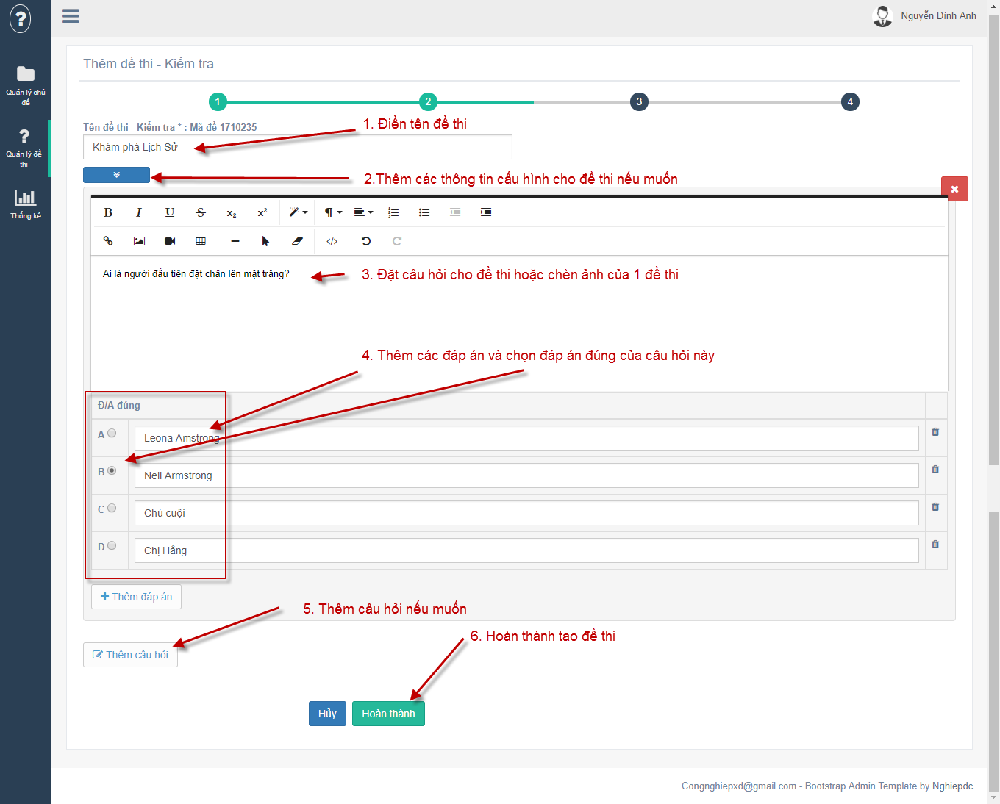 ?
Nguyễn Đình Anh
Quản lý chủ
đề
?
Quản lý đề
thi
Thống kê
Thêm đề thi - Kiểm tra
1
2
3
4
Tên đề thi - Kiểm tra * : Mã đề 1710235
1. Điền tên đề thi
Khám phá Lịch Sử
2.Thêm các thông tin cấu hình cho đề thi nếu muốn
B I U S x₂ x²
Ai là người đầu tiên đặt chân lên mặt trăng?
3. Đặt câu hỏi cho đề thi hoặc chèn ảnh của 1 đề thi
4. Thêm các đáp án và chọn đáp án đúng của câu hỏi này
Đ/A đúng
A Leona Amstrong
B Neil Armstrong
C Chú cuội
D Chị Hằng
Thêm đáp án
5. Thêm câu hỏi nếu muốn
6. Hoàn thành tao đề thi
Thêm câu hỏi
Hủy
Hoàn thành
Congnghiepxd@gmail.com - Bootstrap Admin Template by Nghiepdc